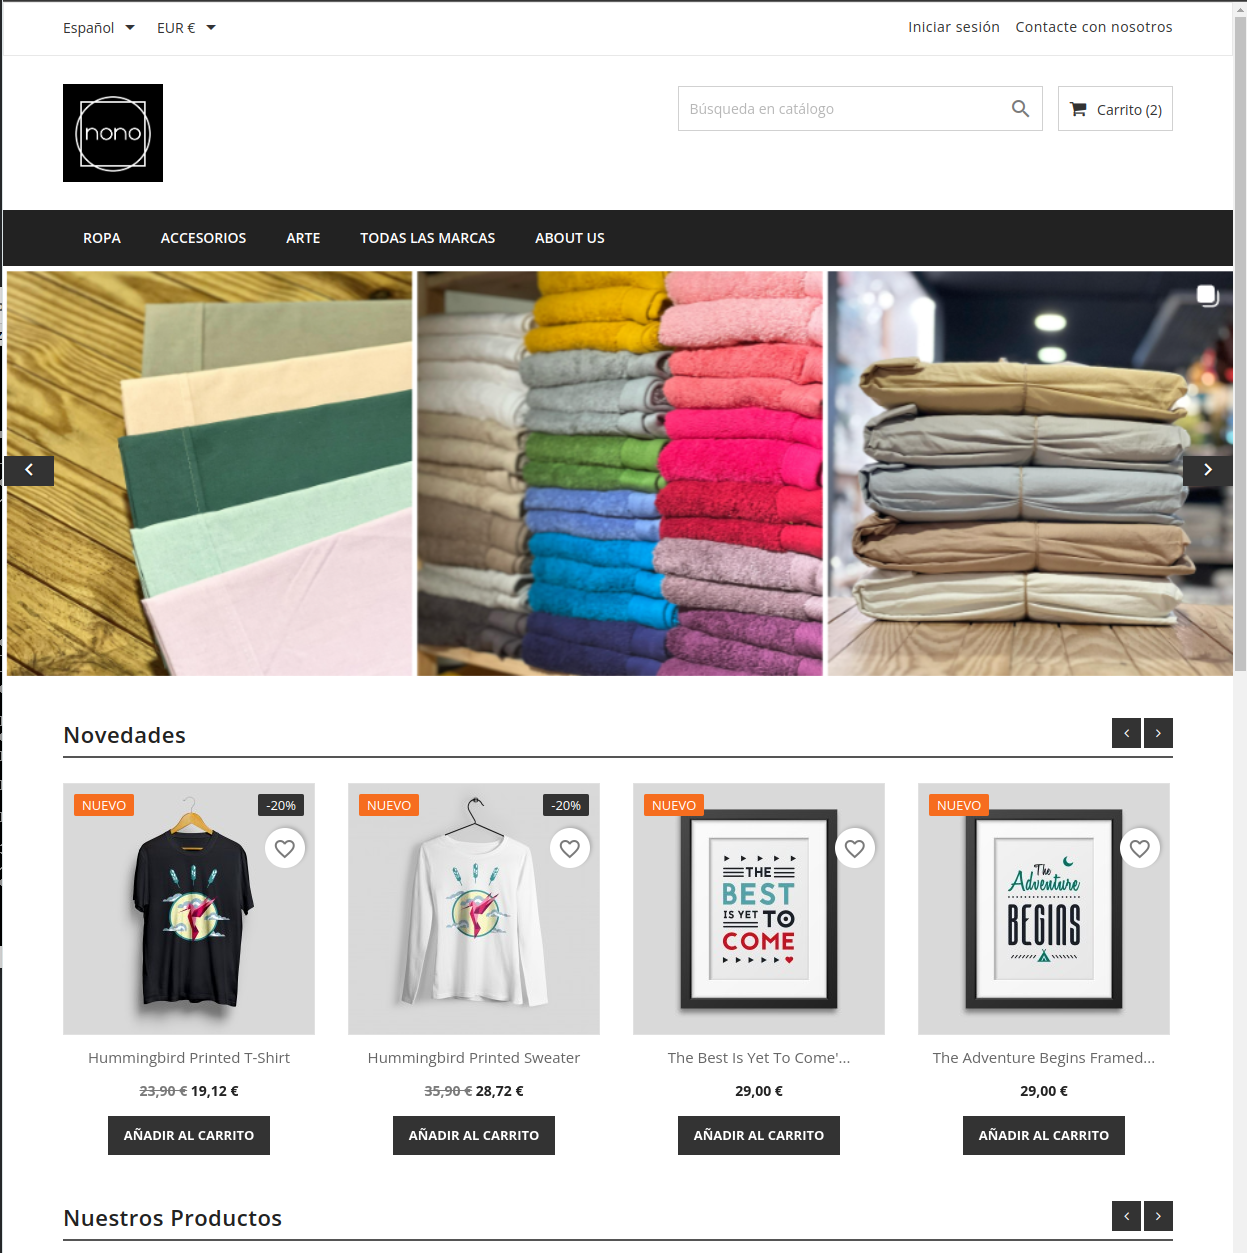 Español EUR €
Iniciar sesión Contacte con nosotros
nono
Búsqueda en catálogo
Carrito (2)
ROPA ACCESORIOS ARTE TODAS LAS MARCAS ABOUT US
Novedades
NUEVO -20%
NUEVO -20%
NUEVO
THE
BEST
IS YET TO
COME
NUEVO
The
Adventure
BEGINS
Hummingbird Printed T-Shirt
23,90 € 19,12 €
AÑADIR AL CARRITO
Hummingbird Printed Sweater
35,90 € 28,72 €
AÑADIR AL CARRITO
The Best Is Yet To Come'...
29,00 €
AÑADIR AL CARRITO
The Adventure Begins Framed...
29,00 €
AÑADIR AL CARRITO
Nuestros Productos